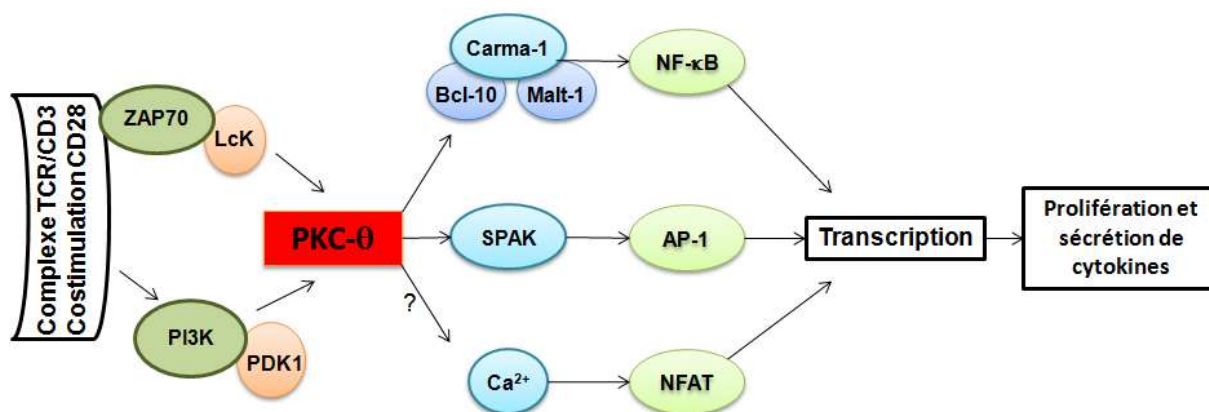 Complexe TCR/CD3
Costimulation CD28
ZAP70
LcK
PI3K
PDK1
PKC-θ
?
Carma-1
Bcl-10
Malt-1
NF-κB
SPAK
AP-1
Ca²⁺
NFAT
Transcription
Prolifération et
sécrétion de
cytokines